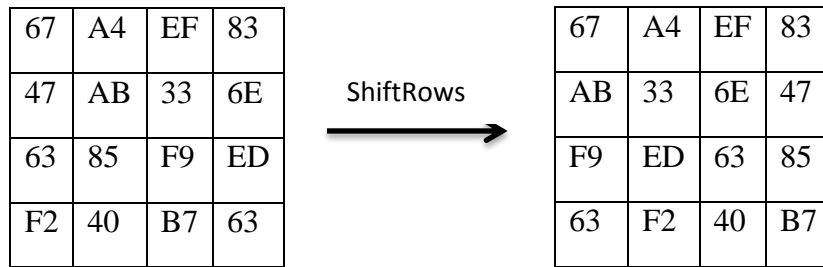 67 A4 EF 83
47 AB 33 6E
63 85 F9 ED
F2 40 B7 63
ShiftRows
67 A4 EF 83
AB 33 6E 47
F9 ED 63 85
63 F2 40 B7